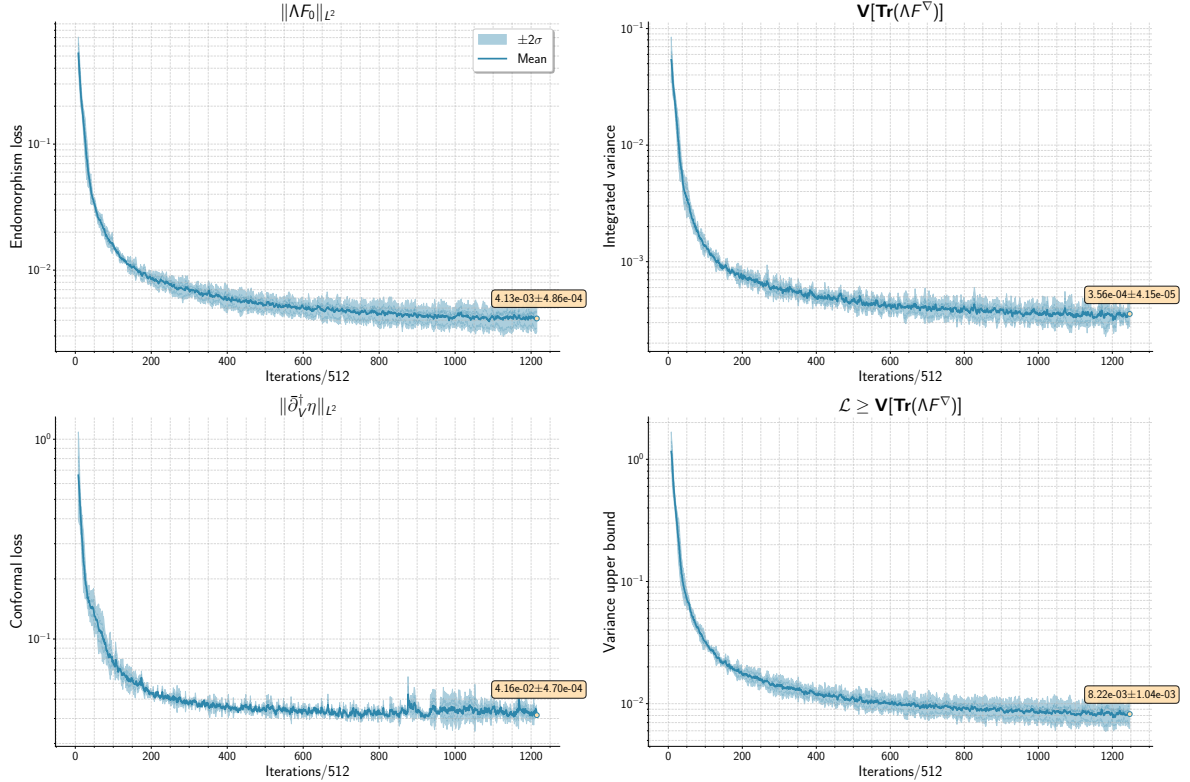 ‖ΛF₀‖_{L²}
±2σ
Mean
Endomorphism loss
10⁻¹
10⁻²
4.13e-03±4.86e-04
0 200 400 600 800 1000 1200
Iterations/512
V[Tr(ΛF^∇)]
Integrated variance
10⁻¹
10⁻²
10⁻³
3.56e-04±4.15e-05
0 200 400 600 800 1000 1200
Iterations/512
‖∂̄_V^†η‖_{L²}
Conformal loss
10⁰
10⁻¹
4.16e-02±4.70e-04
0 200 400 600 800 1000 1200
Iterations/512
ℒ ≥ V[Tr(ΛF^∇)]
Variance upper bound
10⁰
10⁻¹
10⁻²
8.22e-03±1.04e-03
0 200 400 600 800 1000 1200
Iterations/512